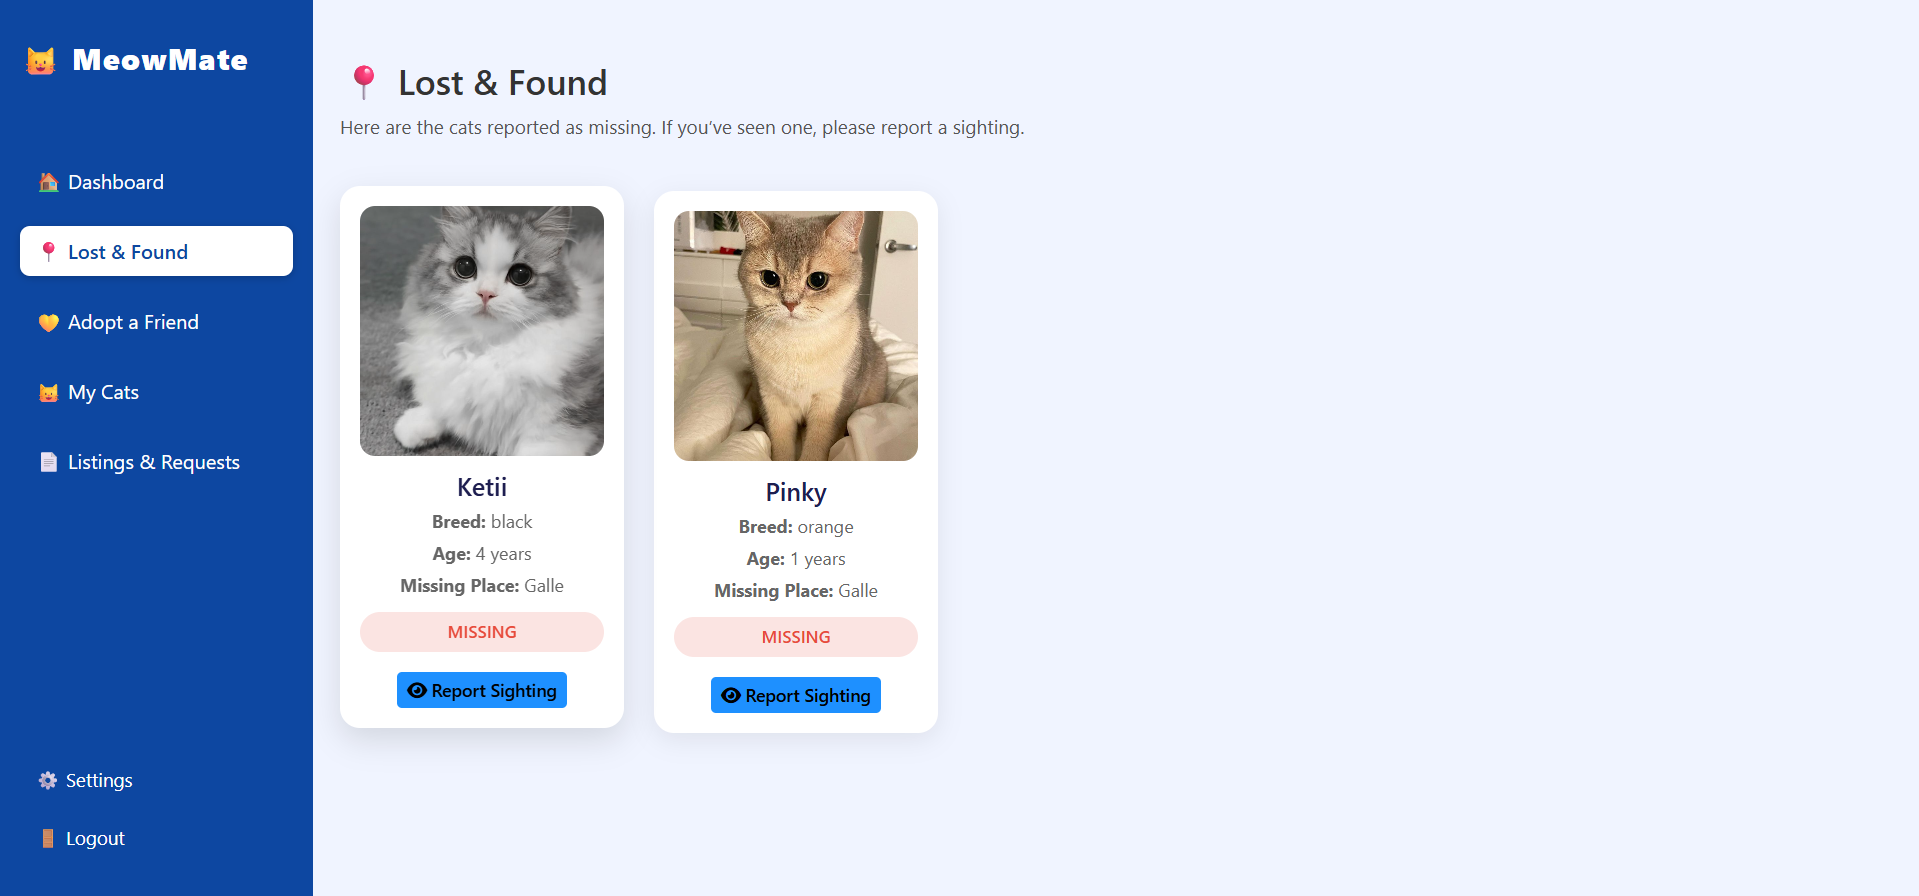 MeowMate
Dashboard
Lost & Found
Adopt a Friend
My Cats
Listings & Requests
Settings
Logout
Lost & Found
Here are the cats reported as missing. If you’ve seen one, please report a sighting.
Ketii
Breed: black
Age: 4 years
Missing Place: Galle
MISSING
Report Sighting
Pinky
Breed: orange
Age: 1 years
Missing Place: Galle
MISSING
Report Sighting